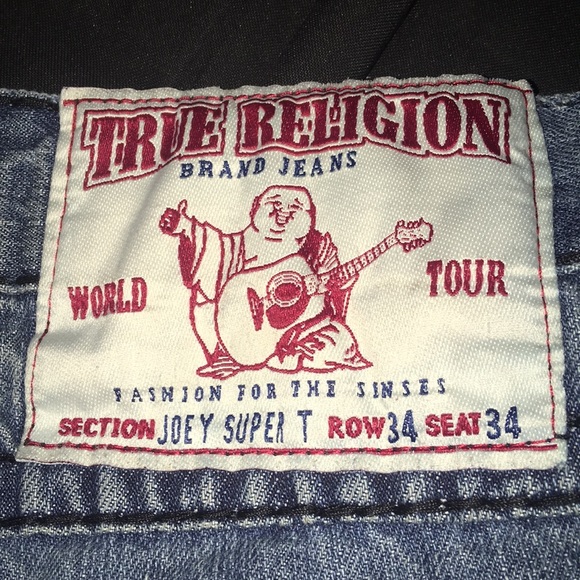 TRUE RELIGION
BRAND JEANS
WORLD TOUR
FASHION FOR THE SINSES
SECTION JOEY SUPER T ROW 34 SEAT 34